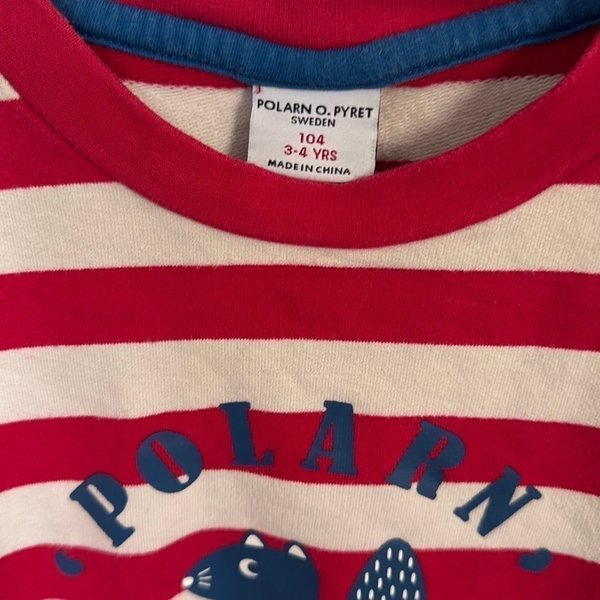 POLARN O. PYRET
SWEDEN
104
3-4 YRS
MADE IN CHINA
POLARN